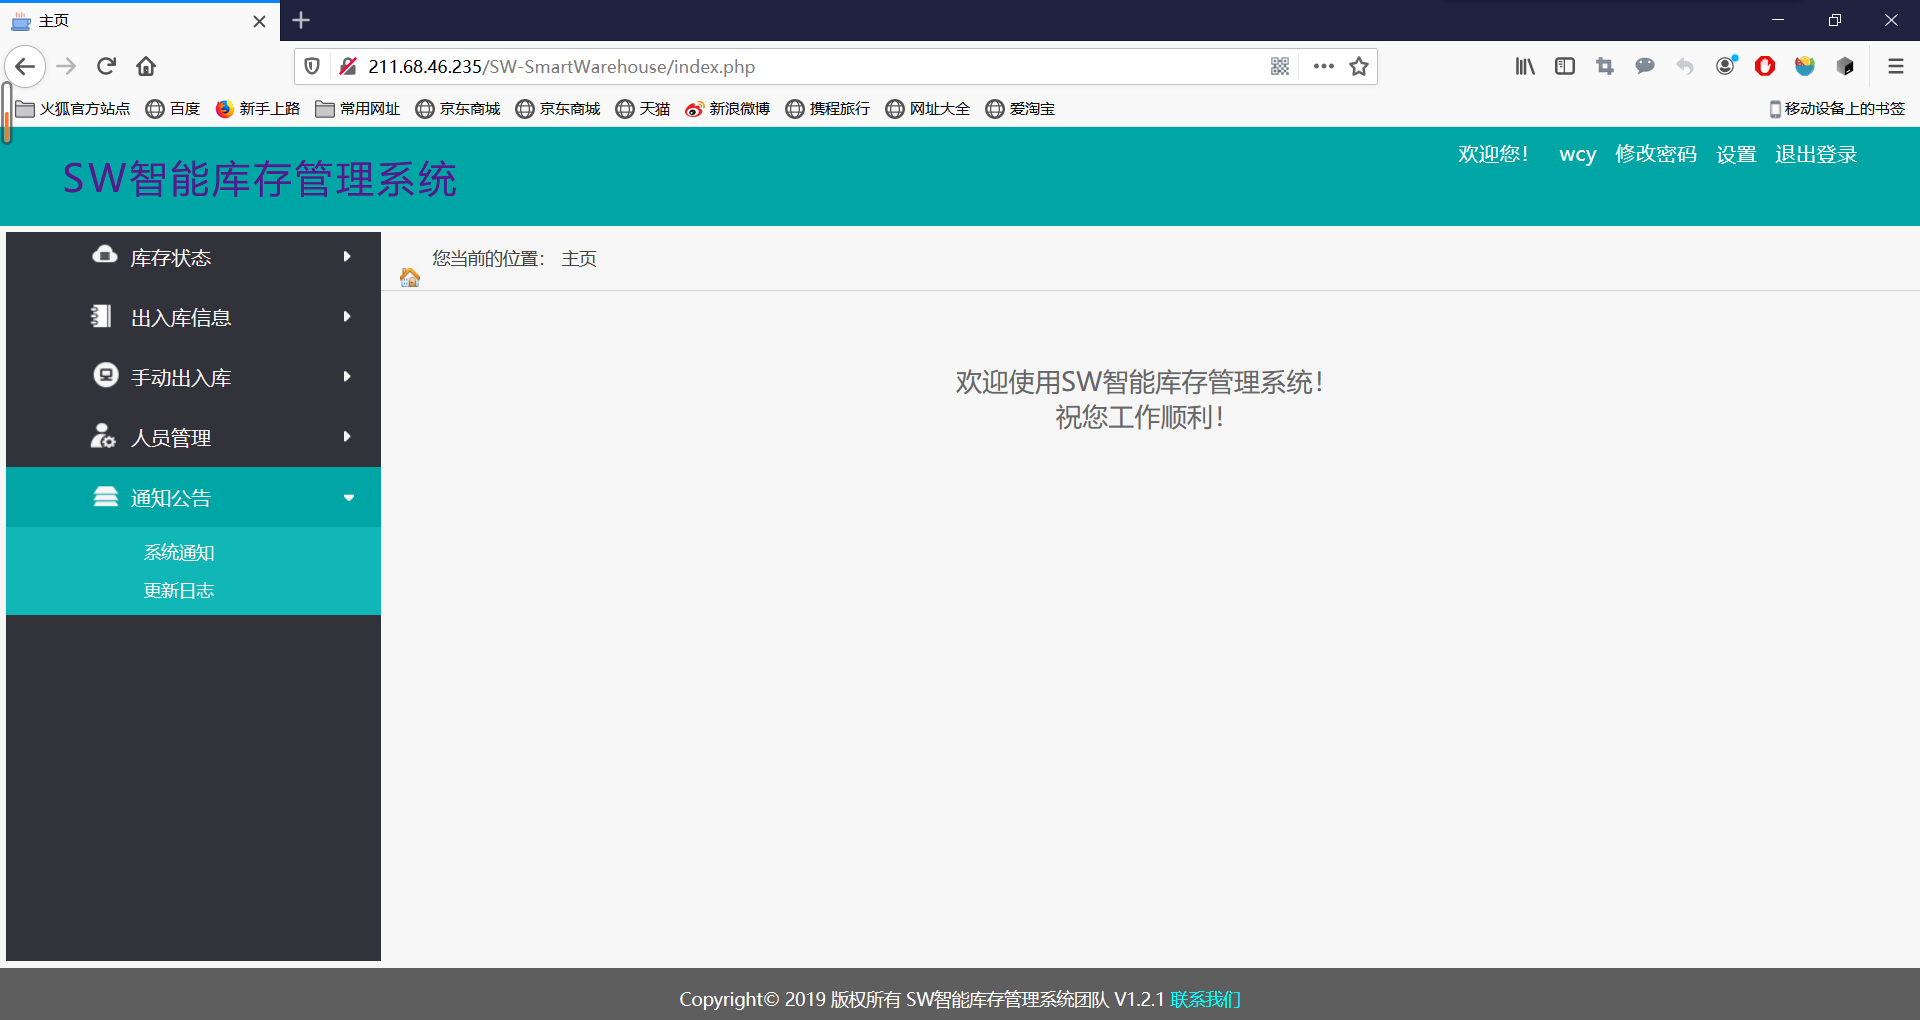 主页
211.68.46.235/SW-SmartWarehouse/index.php
火狐官方站点 百度 新手上路 常用网址 京东商城 京东商城 天猫 新浪微博 携程旅行 网址大全 爱淘宝 移动设备上的书签
SW智能库存管理系统
欢迎您！ wcy 修改密码 设置 退出登录
库存状态
出入库信息
手动出入库
人员管理
通知公告
系统通知
更新日志
您当前的位置： 主页
欢迎使用SW智能库存管理系统！
祝您工作顺利！
Copyright© 2019 版权所有 SW智能库存管理系统团队 V1.2.1 联系我们